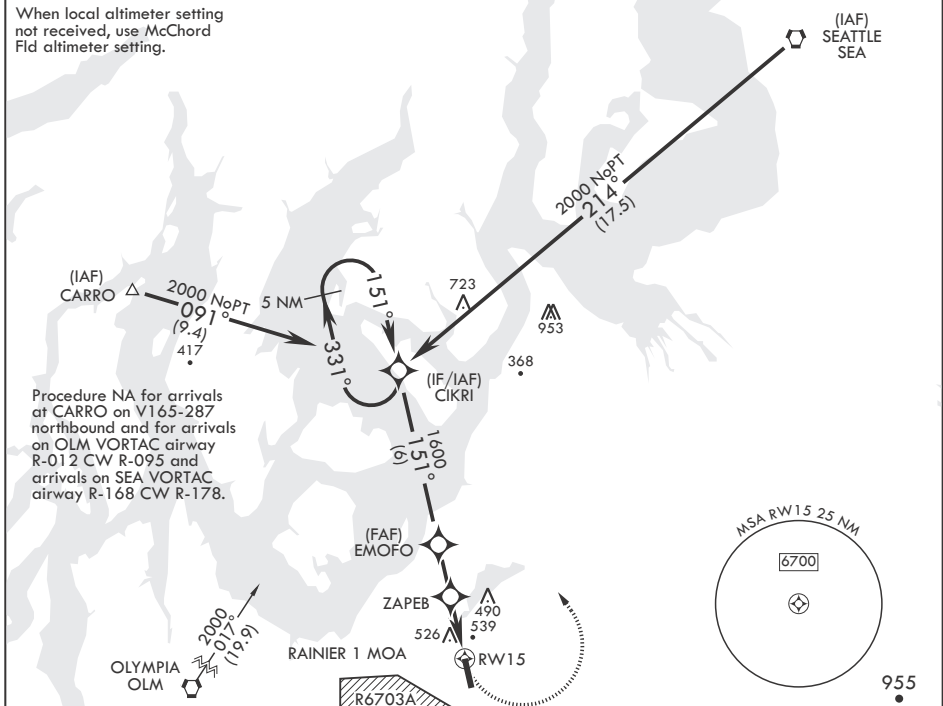 When local altimeter setting
not received, use McChord
Fld altimeter setting.
(IAF)
SEATTLE
SEA
2000 NoPT
214°
(17.5)
(IAF)
CARRO
2000 NoPT
091°
(9.4)
417
5 NM
151°
331°
723
953
368
(IF/IAF)
CIKRI
Procedure NA for arrivals
at CARRO on V165-287
northbound and for arrivals
on OLM VORTAC airway
R-012 CW R-095 and
arrivals on SEA VORTAC
airway R-168 CW R-178.
1600
151°
(6)
(FAF)
EMOFO
ZAPEB
490
539
526
RW15
RAINIER 1 MOA
R6703A
2000
017°
(19.9)
OLYMPIA
OLM
MSA RW15 25 NM
6700
955